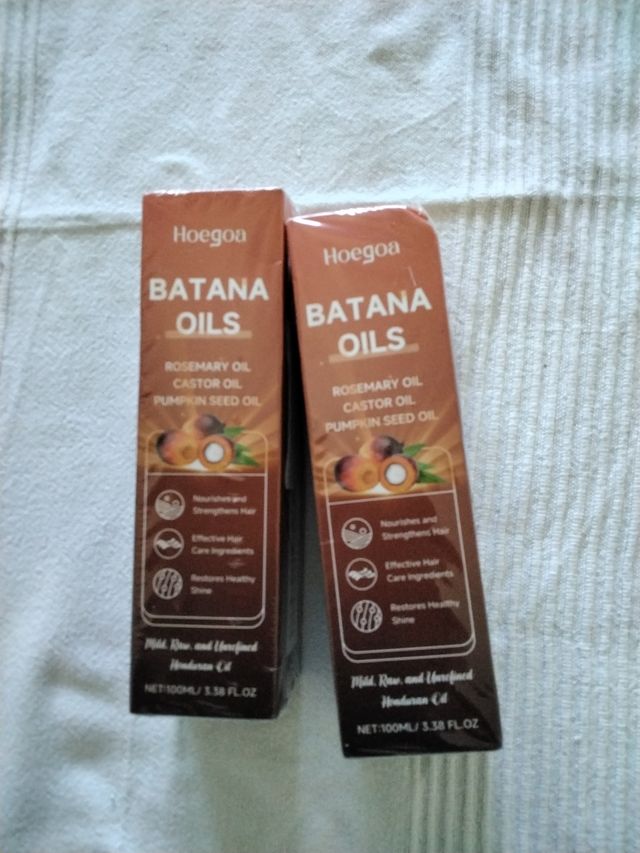 Hoegoa
BATANA
OILS
ROSEMARY OIL
CASTOR OIL
PUMPKIN SEED OIL
Nourishes and
Strengthens Hair
Effective Hair
Care Ingredients
Restores Healthy
Shine
Mild, Raw, and Unrefined
Honduran Oil
NET:100ML/ 3.38 FL.OZ
Hoegoa
BATANA
OILS
ROSEMARY OIL
CASTOR OIL
PUMPKIN SEED OIL
Nourishes and
Strengthens Hair
Effective Hair
Care Ingredients
Restores Healthy
Shine
Mild, Raw, and Unrefined
Honduran Oil
NET:100ML/ 3.38 FL.OZ